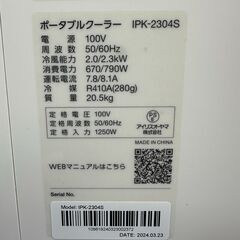 ポータブルクーラー IPK-2304S
電源 100V
周波数 50/60Hz
冷風能力 2.0/2.3kW
消費電力 670/790W
運転電流 7.8/8.1A
冷媒 R410A(280g)
質量 20.5kg
定格電圧 100V
定格周波数 50/60Hz
定格消費電力 1250W
アイリスオーヤマ
株式会社
MADE IN CHINA
WEBマニュアルはこちら
Serial No.
Model: IPK-2304S
DATE: 2024.03.23